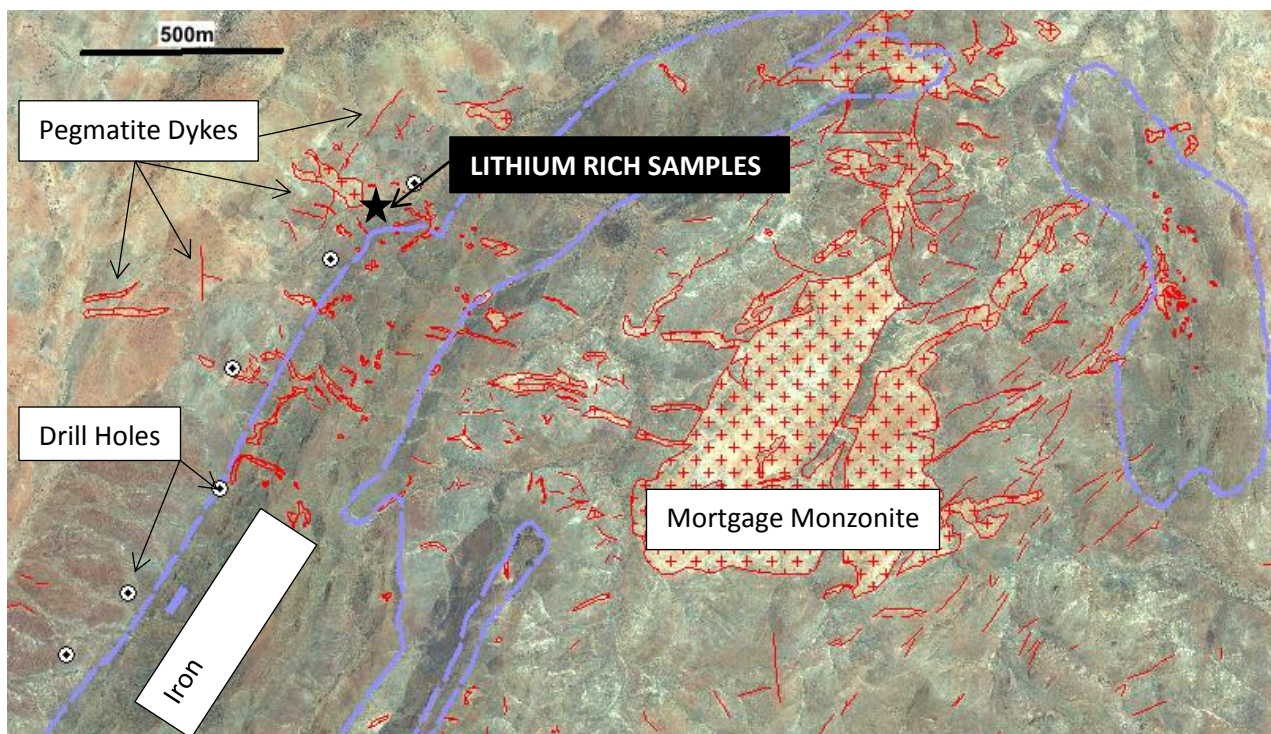 500m
Pegmatite Dykes
LITHIUM RICH SAMPLES
Drill Holes
Mortgage Monzonite
Iron